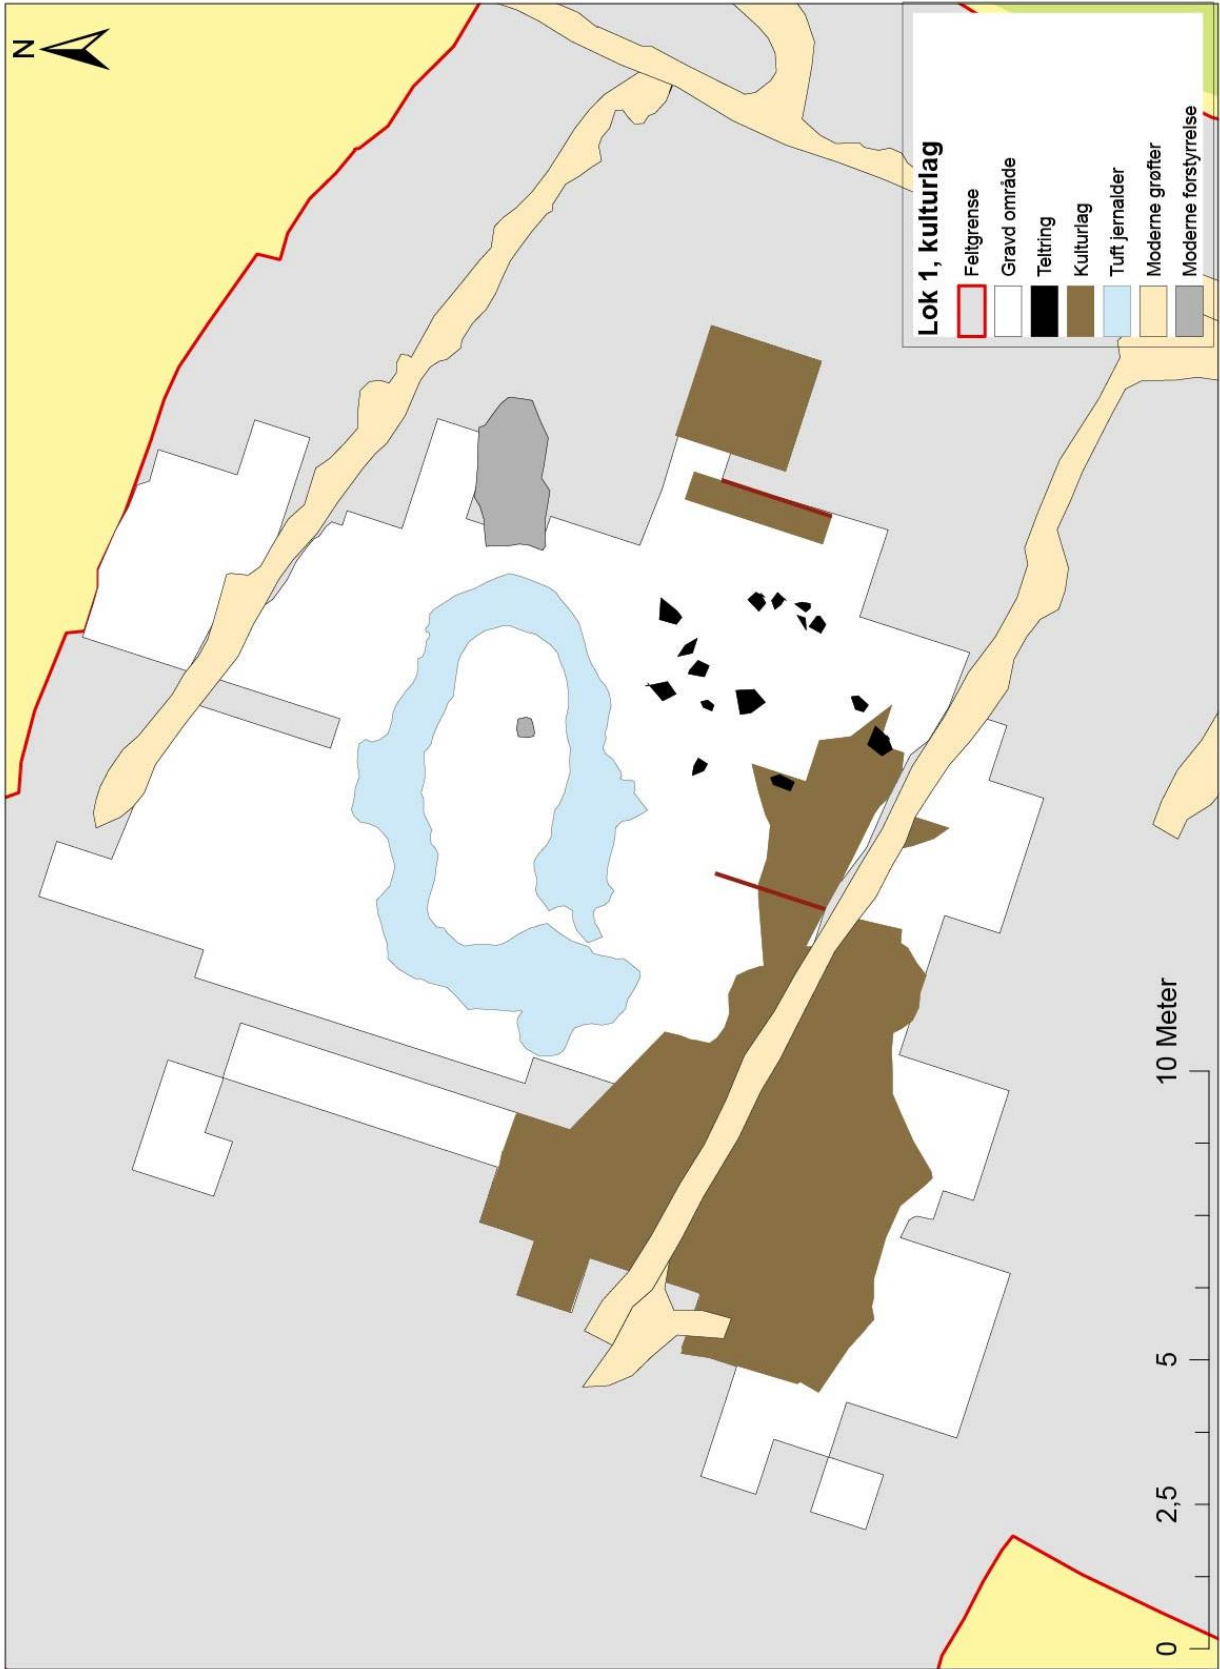 N
Lok 1, kulturlag
Feltgrense
Gravd område
Teltring
Kulturlag
Tuft jernalder
Moderne grøfter
Moderne forstyrrelse
0 2,5 5 10 Meter